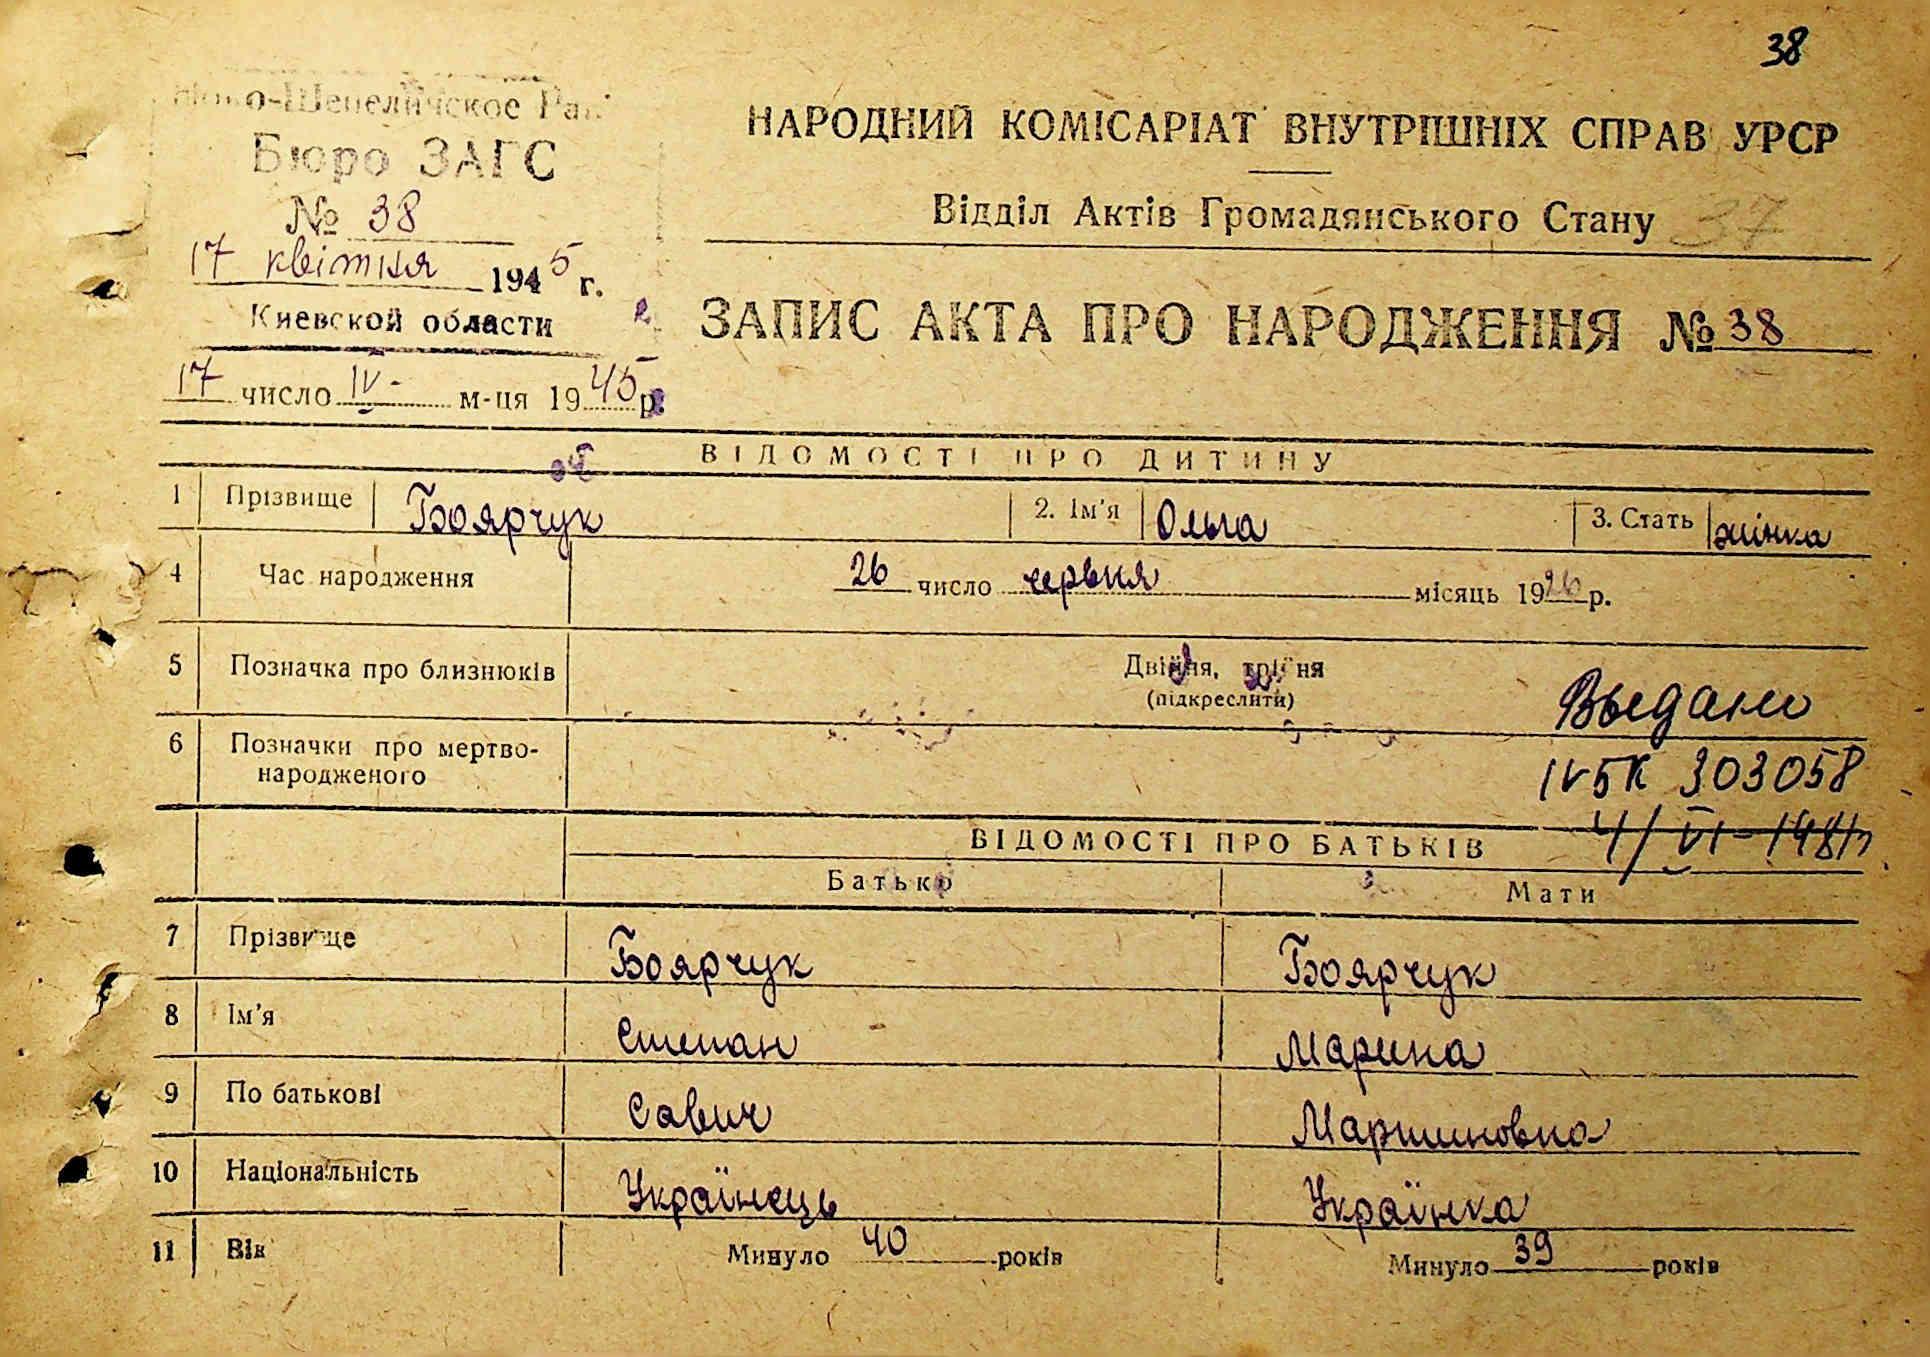 38
Ново-Шепеличское Рай
Бюро ЗАГС
№ 38
17 квітня 1945 г.
Киевской области
17 число IV- м-ця 1945 р.
НАРОДНИЙ КОМІСАРІАТ ВНУТРІШНІХ СПРАВ УРСР
Відділ Актів Громадянського Стану 37
ЗАПИС АКТА ПРО НАРОДЖЕННЯ № 38
ВІДОМОСТІ ПРО ДИТИНУ
1 Прізвище Боярчук 2. Ім'я Ольга 3. Стать жінка
4 Час народження 26 число червня місяць 1926 р.
5 Позначка про близнюків Двійня, трійня
(підкреслити)
Выдано
6 Позначки про мертво-
народженого
IV БК 303058
4/VI-1981г
ВІДОМОСТІ ПРО БАТЬКІВ
Батько Мати
7 Прізвище Боярчук Боярчук
8 Ім'я Степан Марина
9 По батькові Савич Мартиновна
10 Національність Українець Українка
11 Вік Минуло 40 років Минуло 39 років